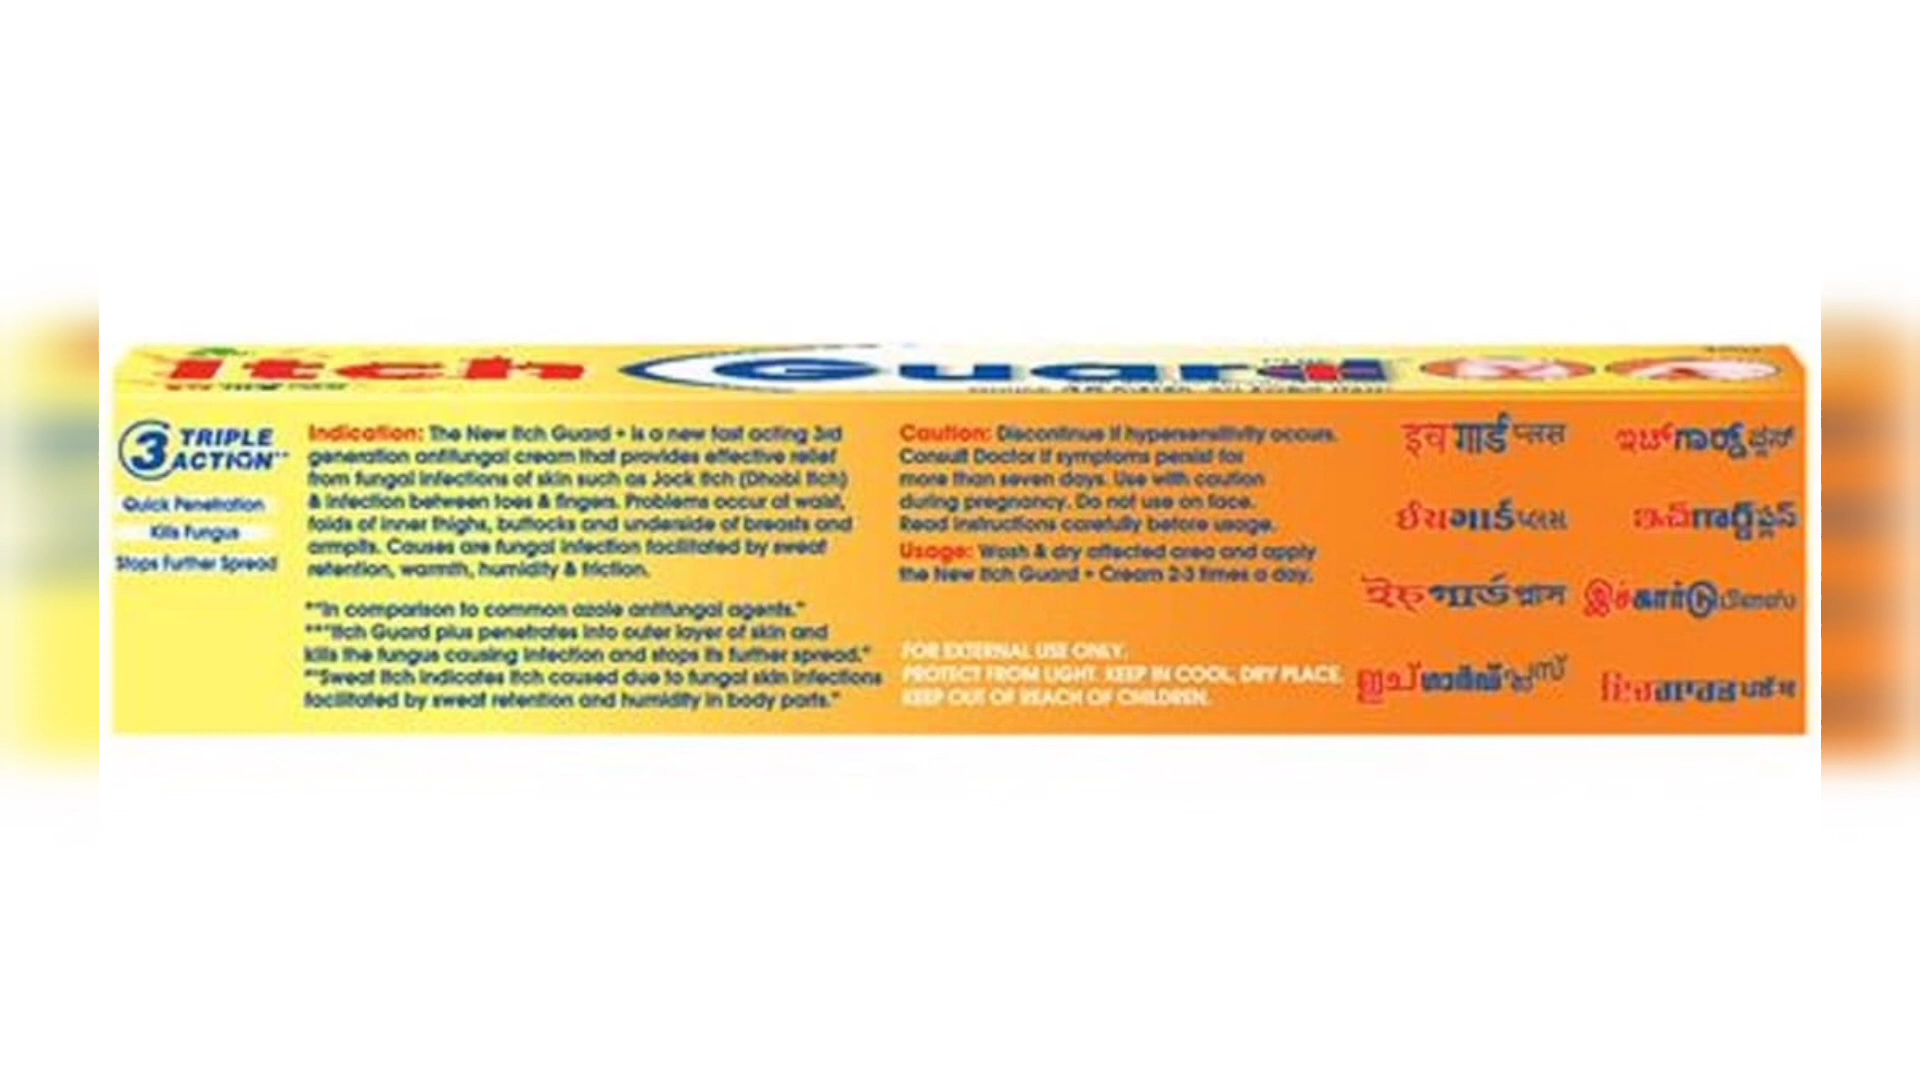 itch Guard
3 TRIPLE
ACTION**
Quick Penetration
Kills Fungus
Stops Further Spread
Indication: The New Itch Guard + is a new fast acting 3rd
generation antifungal cream that provides effective relief
from fungal infections of skin such as Jock Itch (Dhobi Itch)
& infection between toes & fingers. Problems occur at waist,
folds of inner thighs, buttocks and underside of breasts and
armpits. Causes are fungal infection facilitated by sweat
retention, warmth, humidity & friction.
"*In comparison to common azole antifungal agents."
"**Itch Guard plus penetrates into outer layer of skin and
kills the fungus causing infection and stops its further spread."
"^Sweat Itch indicates itch caused due to fungal skin infections
facilitated by sweat retention and humidity in body parts."
Caution: Discontinue if hypersensitivity occurs.
Consult Doctor if symptoms persist for
more than seven days. Use with caution
during pregnancy. Do not use on face.
Read instructions carefully before usage.
Usage: Wash & dry affected area and apply
the New Itch Guard + Cream 2-3 times a day.
FOR EXTERNAL USE ONLY.
PROTECT FROM LIGHT. KEEP IN COOL, DRY PLACE.
KEEP OUT OF REACH OF CHILDREN.
इच गार्ड प्लस
ઈચ ગાર્ડ પ્લસ
ইচ্ গার্ড প্লাস
இச் கார்டு பிளஸ்